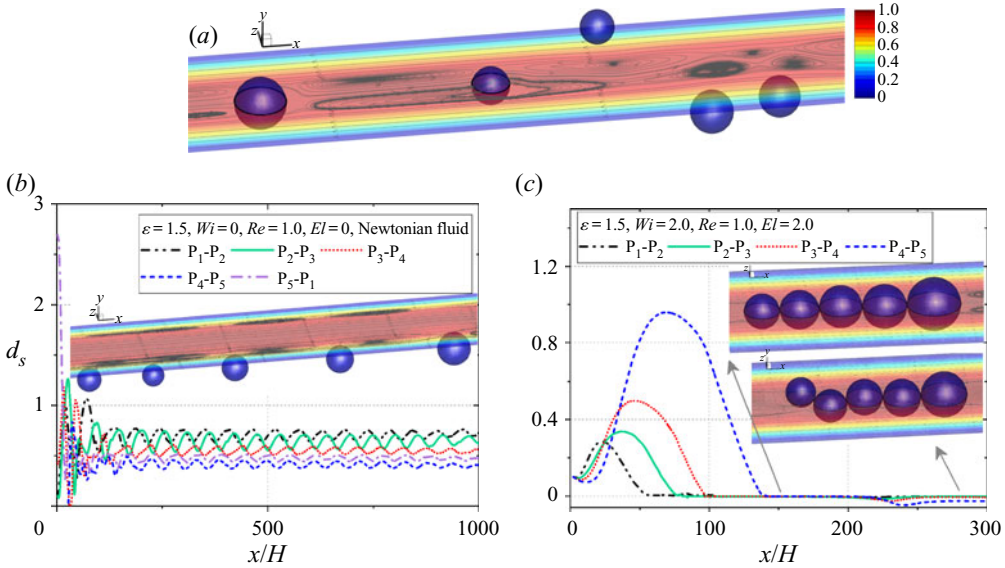 (a)
y
z
x
1.0
0.8
0.6
0.4
0.2
0
(b)
3
2
1
0
d_s
ε = 1.5, Wi = 0, Re = 1.0, El = 0, Newtonian fluid
P₁-P₂ P₂-P₃ P₃-P₄
P₄-P₅ P₅-P₁
y
z
x
500
1000
x/H
(c)
1.2
0.8
0.4
0
ε = 1.5, Wi = 2.0, Re = 1.0, El = 2.0
P₁-P₂ P₂-P₃ P₃-P₄ P₄-P₅
z
x
y
z
x
0
100
200
300
x/H